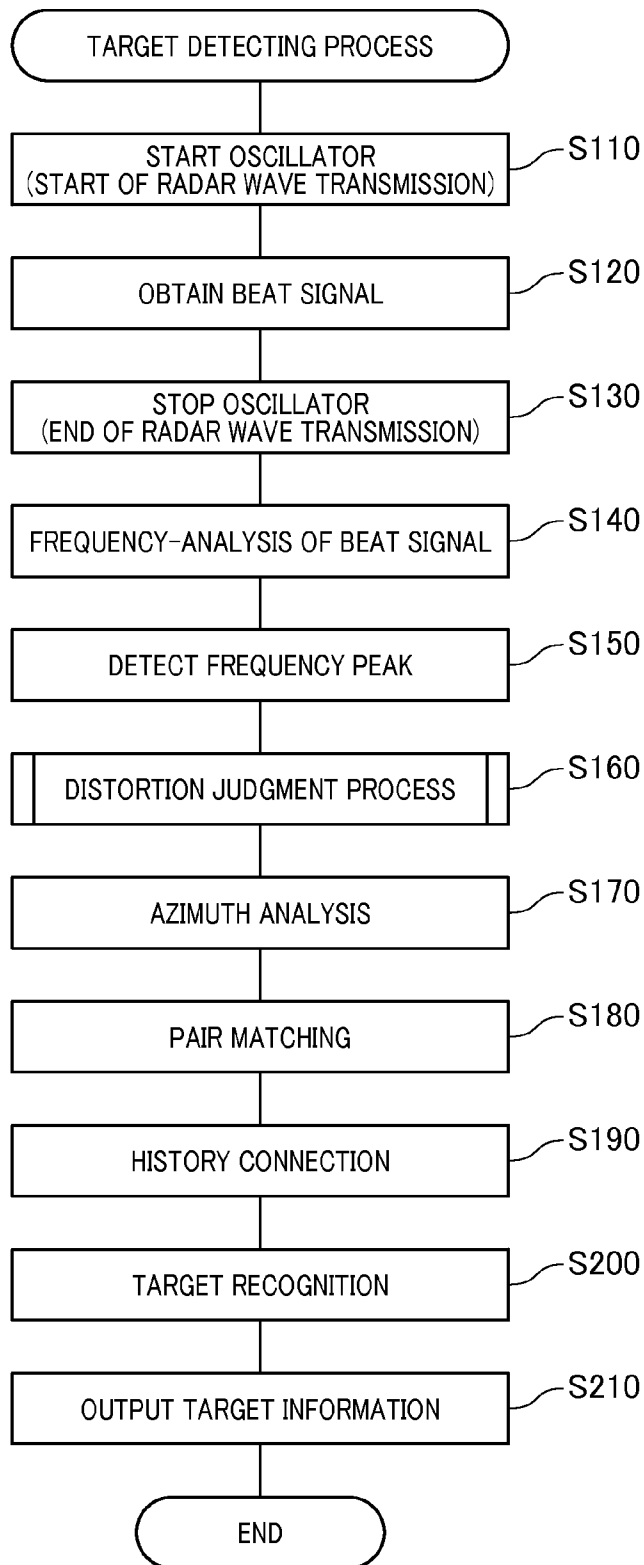 TARGET DETECTING PROCESS
START OSCILLATOR
(START OF RADAR WAVE TRANSMISSION)
S110
OBTAIN BEAT SIGNAL
S120
STOP OSCILLATOR
(END OF RADAR WAVE TRANSMISSION)
S130
FREQUENCY-ANALYSIS OF BEAT SIGNAL
S140
DETECT FREQUENCY PEAK
S150
DISTORTION JUDGMENT PROCESS
S160
AZIMUTH ANALYSIS
S170
PAIR MATCHING
S180
HISTORY CONNECTION
S190
TARGET RECOGNITION
S200
OUTPUT TARGET INFORMATION
S210
END